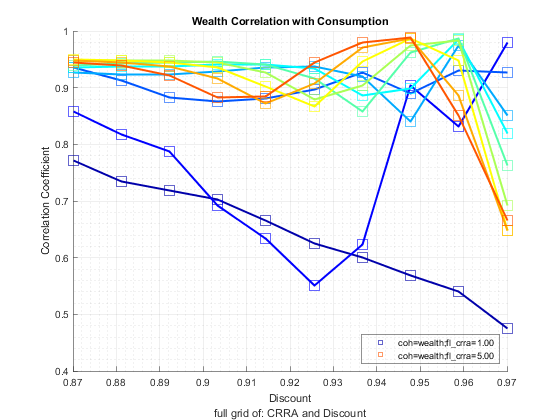 Wealth Correlation with Consumption
1
0.9
0.8
0.7
0.6
0.5
0.4
Correlation Coefficient
coh=wealth;fl_crra=1.00
coh=wealth;fl_crra=5.00
0.87 0.88 0.89 0.9 0.91 0.92 0.93 0.94 0.95 0.96 0.97
Discount
full grid of: CRRA and Discount